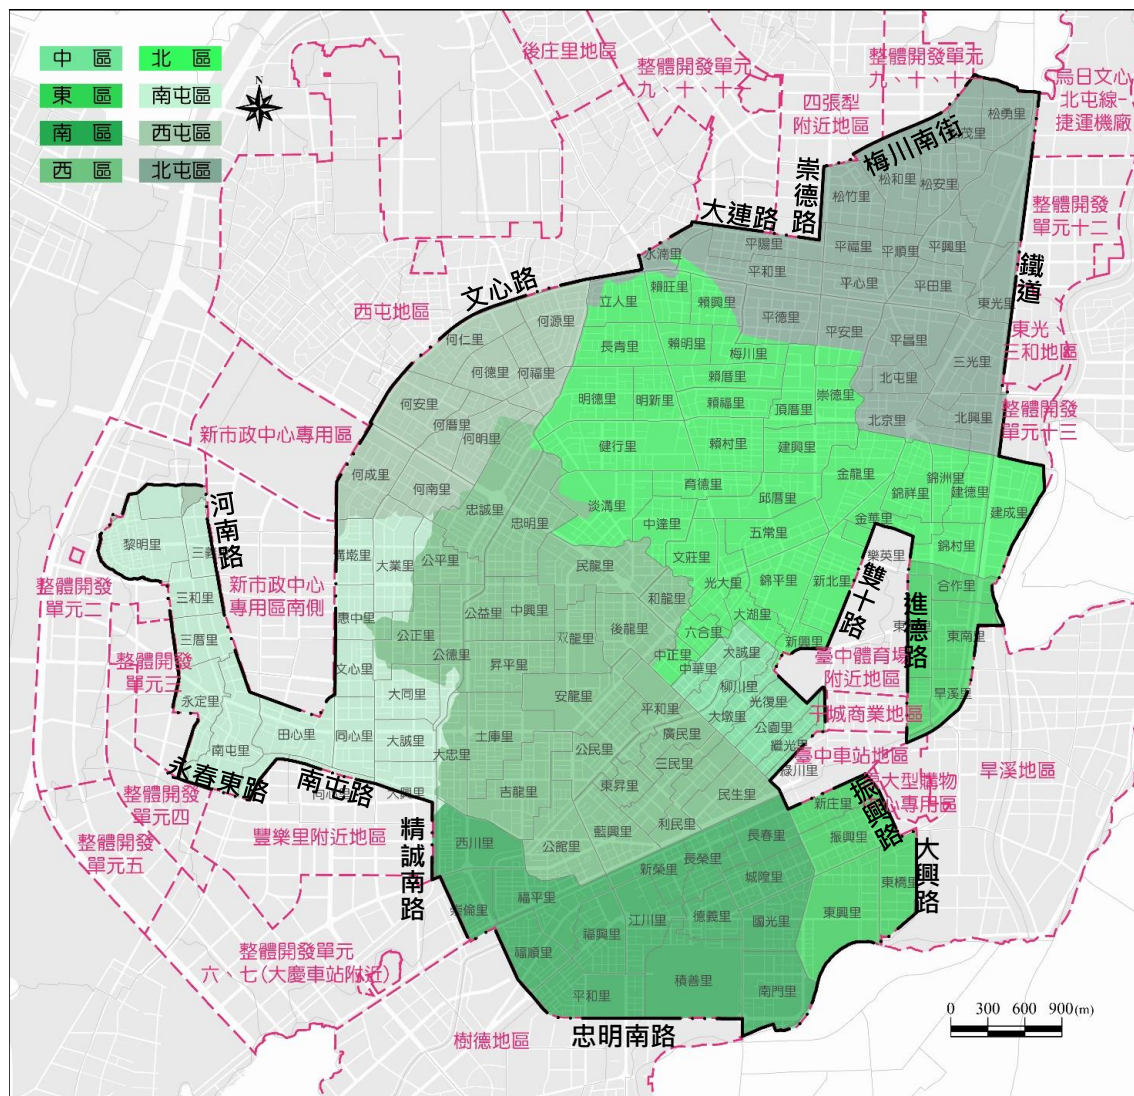 中 區
北 區
東 區
南屯區
南 區
西屯區
西 區
北屯區
N
後庄里地區
整體開發單元
九、十、十一
四張犁
附近地區
整體開發單元
烏日文心
北屯線-
捷運機廠
整體開發
單元十二
東光、
三和地區
整體開發
單元十三
西屯地區
新市政中心專用區
新市政中心
專用區南側
整體開發
單元二
整體開發
單元三
整體開發
單元四
整體開發
單元五
豐樂里附近地區
整體開發單元
六、七(大慶車站附近)
樹德地區
臺中體育場
附近地區
干城商業地區
臺中車站地區
旱溪地區
大型購物
專用區
梅川南街
崇德路
大連路
文心路
鐵道
河南路
雙十路
進德路
永春東路
南屯路
精誠南路
振興路
大興路
忠明南路
松勇里
松和里
松安里
松竹里
平陽里
平福里
平順里
平興里
水湳里
平和里
平心里
平田里
東光里
賴旺里
立人里
賴興里
平德里
平安里
平昌里
三光里
北屯里
北京里
北興里
何源里
何仁里
何德里
何福里
何安里
何厝里
何明里
何成里
何南里
長青里
賴明里
梅川里
賴厝里
明德里
明新里
賴福里
頂厝里
崇德里
健行里
賴村里
建興里
育德里
金龍里
錦洲里
錦祥里
建德里
建成里
淡溝里
中達里
邱厝里
金華里
五常里
錦村里
文莊里
樂英里
光大里
錦平里
新北里
合作里
大湖里
六合里
新興里
東南里
中正里
旱溪里
忠誠里
忠明里
公平里
民龍里
和龍里
公益里
中興里
後龍里
公正里
双龍里
公德里
昇平里
安龍里
平和里
土庫里
公民里
廣民里
三民里
東昇里
民生里
吉龍里
藍興里
利民里
公館里
大誠里
中華里
柳川里
光復里
大墩里
公園里
繼光里
綠川里
黎明里
三和里
三厝里
永定里
南屯里
田心里
同心里
大業里
惠中里
文心里
大同里
大誠里
大忠里
大興里
西川里
福平里
福順里
福興里
平和里
新榮里
長榮里
長春里
城隍里
江川里
德義里
國光里
積善里
南門里
新庄里
振興里
東橋里
東興里
0 300 600 900(m)